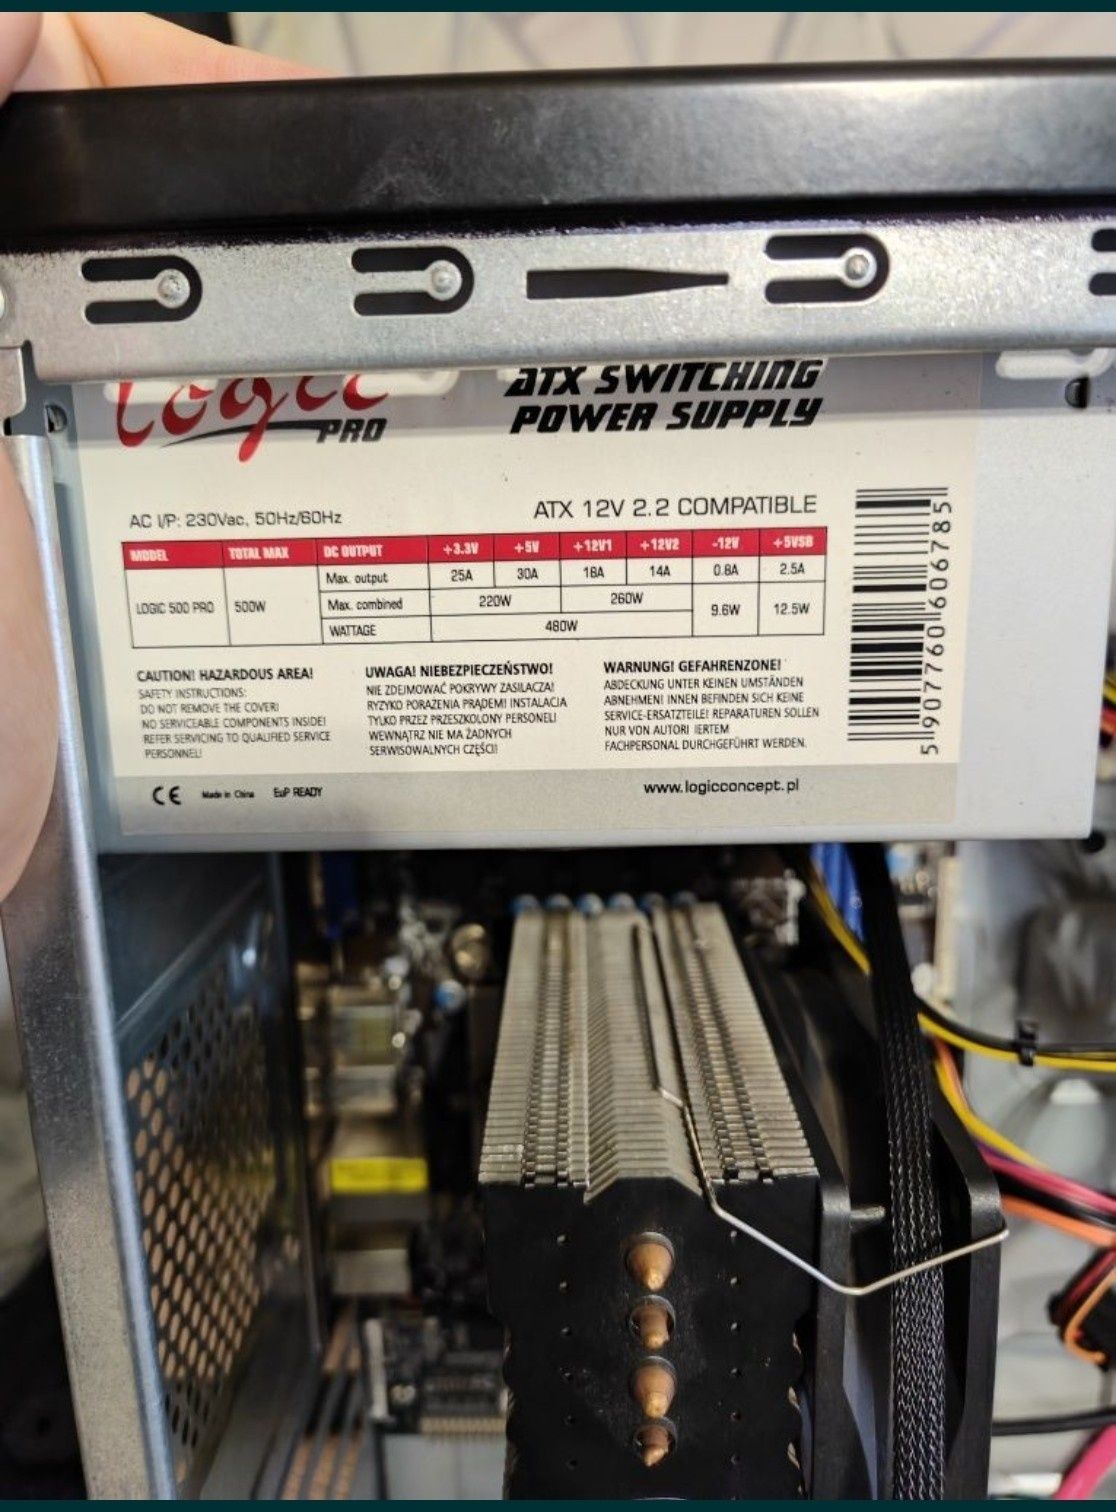 Logic PRO
ATX SWITCHING
POWER SUPPLY
AC I/P: 230Vac, 50Hz/60Hz
ATX 12V 2.2 COMPATIBLE
MODEL TOTAL MAX DC OUTPUT +3.3V +5V +12V1 +12V2 -12V +5VSB
Max. output 25A 30A 16A 14A 0.8A 2.5A
LOGIC 500 PRO 500W Max. combined 220W 260W 9.6W 12.5W
WATTAGE 480W
CAUTION! HAZARDOUS AREA!
SAFETY INSTRUCTIONS:
DO NOT REMOVE THE COVER!
NO SERVICEABLE COMPONENTS INSIDE!
REFER SERVICING TO QUALIFIED SERVICE
PERSONNEL!
UWAGA! NIEBEZPIECZEŃSTWO!
NIE ZDEJMOWAĆ POKRYWY ZASILACZA!
RYZYKO PORAŻENIA PRĄDEM! INSTALACJA
TYLKO PRZEZ PRZESZKOLONY PERSONEL!
WEWNĄTRZ NIE MA ŻADNYCH
SERWISOWALNYCH CZĘŚCI!
WARNUNG! GEFAHRENZONE!
ABDECKUNG UNTER KEINEN UMSTÄNDEN
ABNEHMEN! INNEN BEFINDEN SICH KEINE
SERVICE-ERSATZTEILE! REPARATUREN SOLLEN
NUR VON AUTORI IERTEM
FACHPERSONAL DURCHGEFÜHRT WERDEN.
5 907760 606785
CE Made in China EuP READY
www.logicconcept.pl